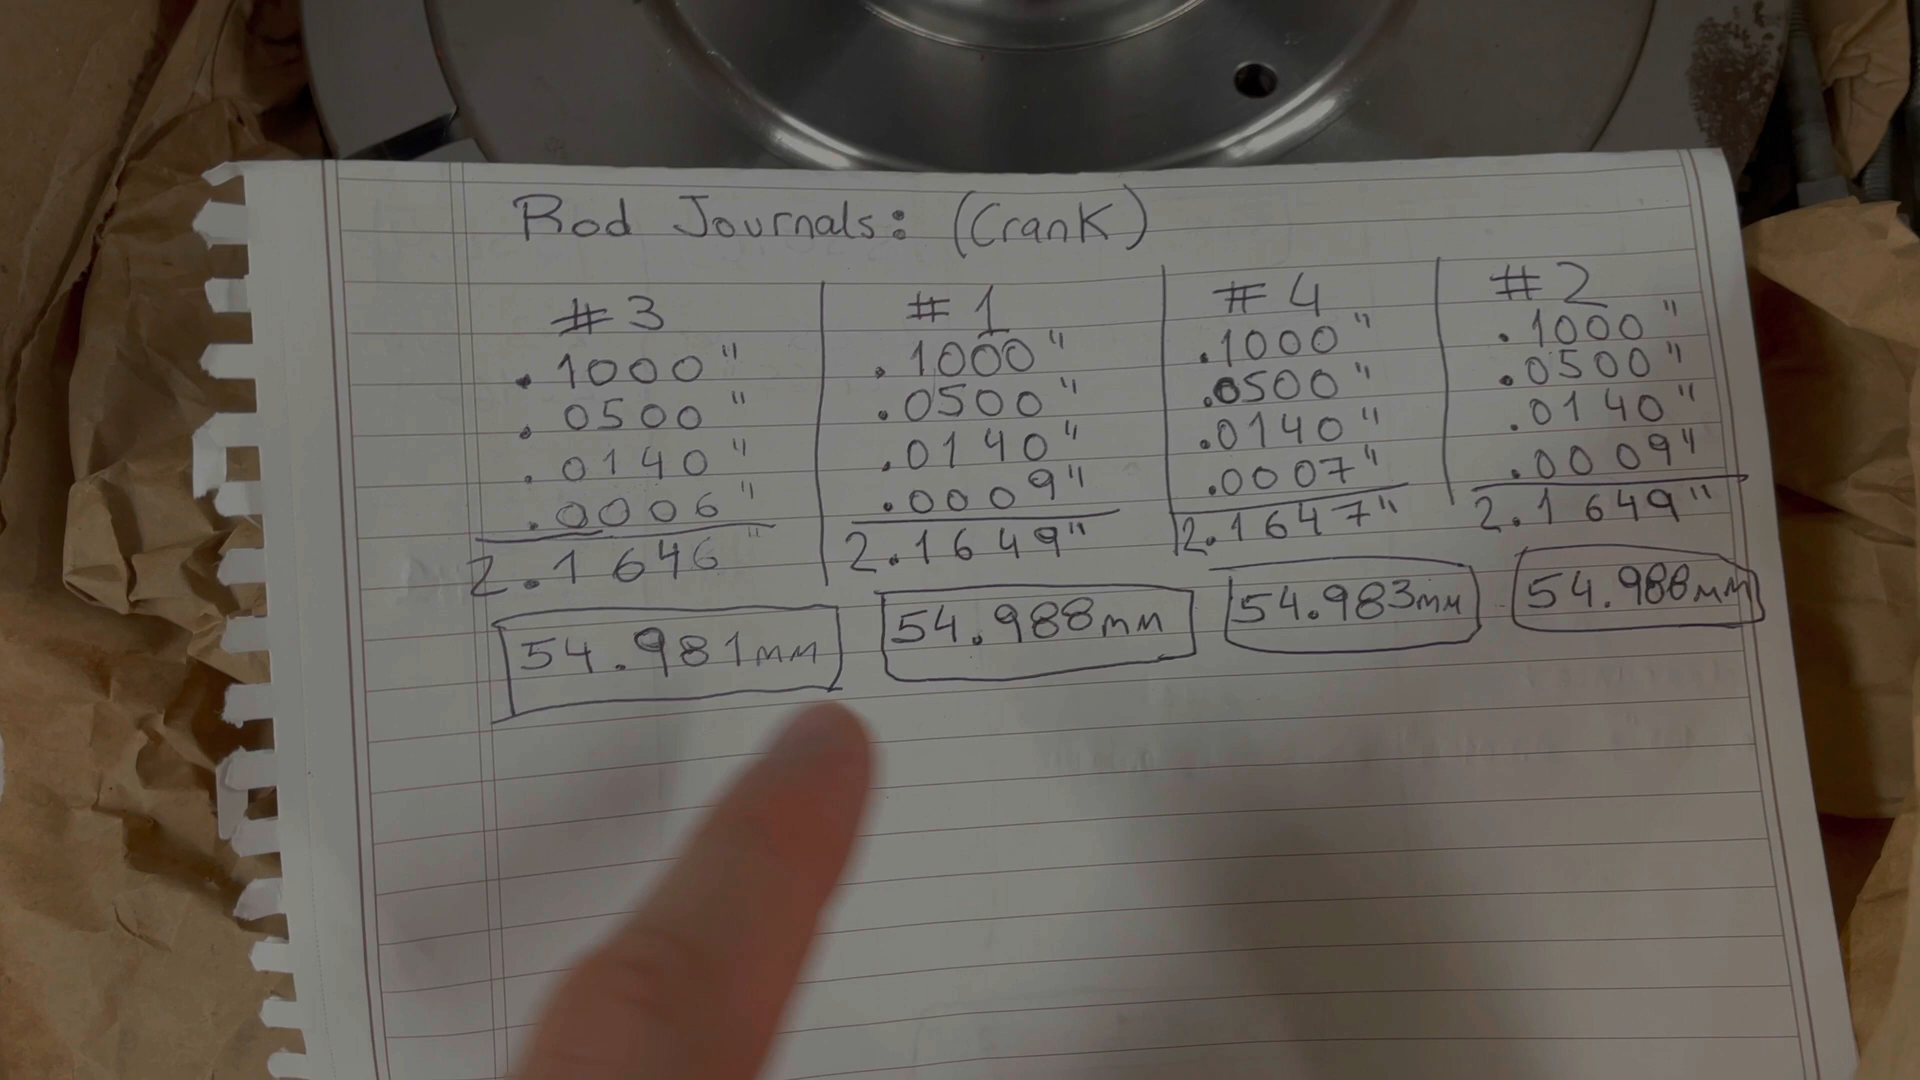 Rod Journals: (Crank)
#3 #1 #4 #2
.1000" .1000" .1000" .1000"
.0500" .0500" .0500" .0500"
.0140" .0140" .0140" .0140"
.0006" .0009" .0007" .0009"
2.1646" 2.1649" 2.1647" 2.1649"
54.981mm 54.988mm 54.983mm 54.988mm